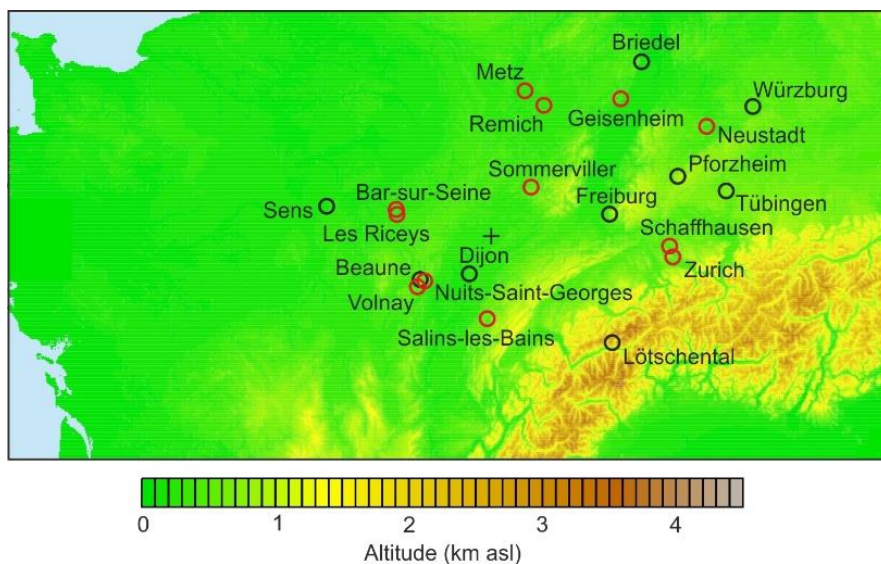 Briedel
Metz
Würzburg
Remich
Geisenheim
Neustadt
Sommerviller
Pforzheim
Bar-sur-Seine
Freiburg
Tübingen
Sens
Les Riceys
Schaffhausen
Beaune
Dijon
Zurich
Volnay
Nuits-Saint-Georges
Salins-les-Bains
Lötschental
0 1 2 3 4
Altitude (km asl)